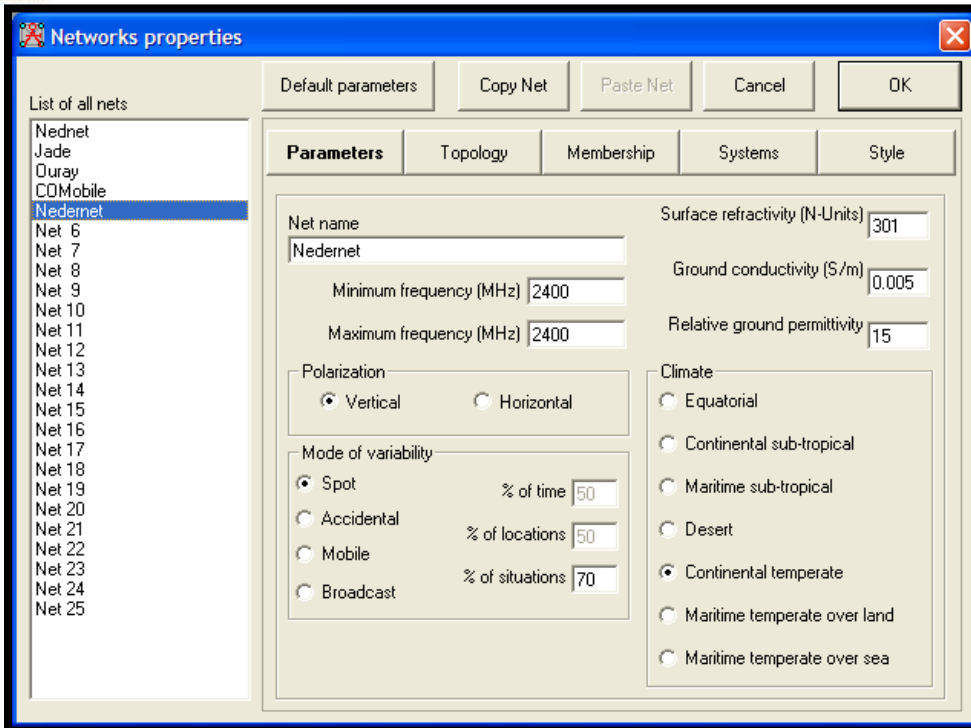 Networks properties
Default parameters
Copy Net
Paste Net
Cancel
OK
List of all nets
Nednet
Jade
Ouray
COMobile
Nedernet
Net 6
Net 7
Net 8
Net 9
Net 10
Net 11
Net 12
Net 13
Net 14
Net 15
Net 16
Net 17
Net 18
Net 19
Net 20
Net 21
Net 22
Net 23
Net 24
Net 25
Parameters
Topology
Membership
Systems
Style
Net name
Nedernet
Minimum frequency (MHz) 2400
Maximum frequency (MHz) 2400
Surface refractivity (N-Units) 301
Ground conductivity (S/m) 0.005
Relative ground permittivity 15
Polarization
Vertical
Horizontal
Mode of variability
Spot
Accidental
Mobile
Broadcast
% of time 50
% of locations 50
% of situations 70
Climate
Equatorial
Continental sub-tropical
Maritime sub-tropical
Desert
Continental temperate
Maritime temperate over land
Maritime temperate over sea